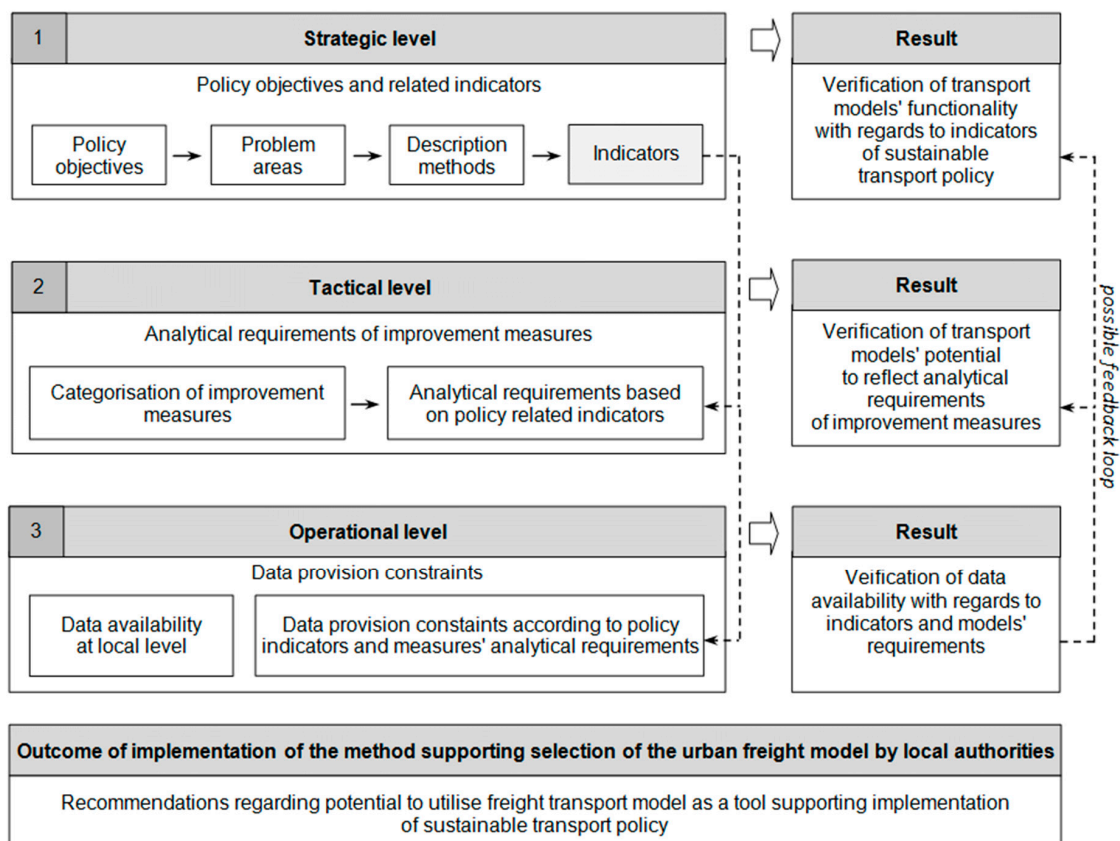 1
Strategic level
Policy objectives and related indicators
Policy
objectives
Problem
areas
Description
methods
Indicators
Result
Verification of transport
models' functionality
with regards to indicators
of sustainable
transport policy
2
Tactical level
Analytical requirements of improvement measures
Categorisation of improvement
measures
Analytical requirements based
on policy related indicators
Result
Verification of transport
models' potential
to reflect analytical
requirements
of improvement measures
possible feedback loop
3
Operational level
Data provision constraints
Data availability
at local level
Data provision constaints according to policy
indicators and measures' analytical requirements
Result
Veification of data
availability with regards to
indicators and models'
requirements
Outcome of implementation of the method supporting selection of the urban freight model by local authorities
Recommendations regarding potential to utilise freight transport model as a tool supporting implementation
of sustainable transport policy